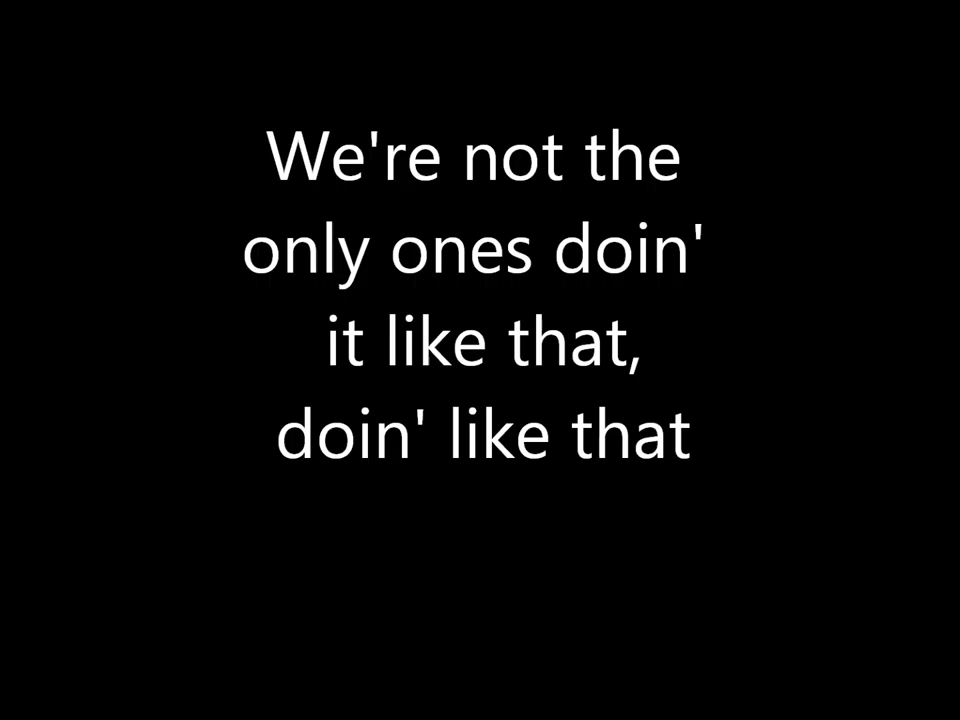 We're not the
only ones doin'
it like that,
doin' like that